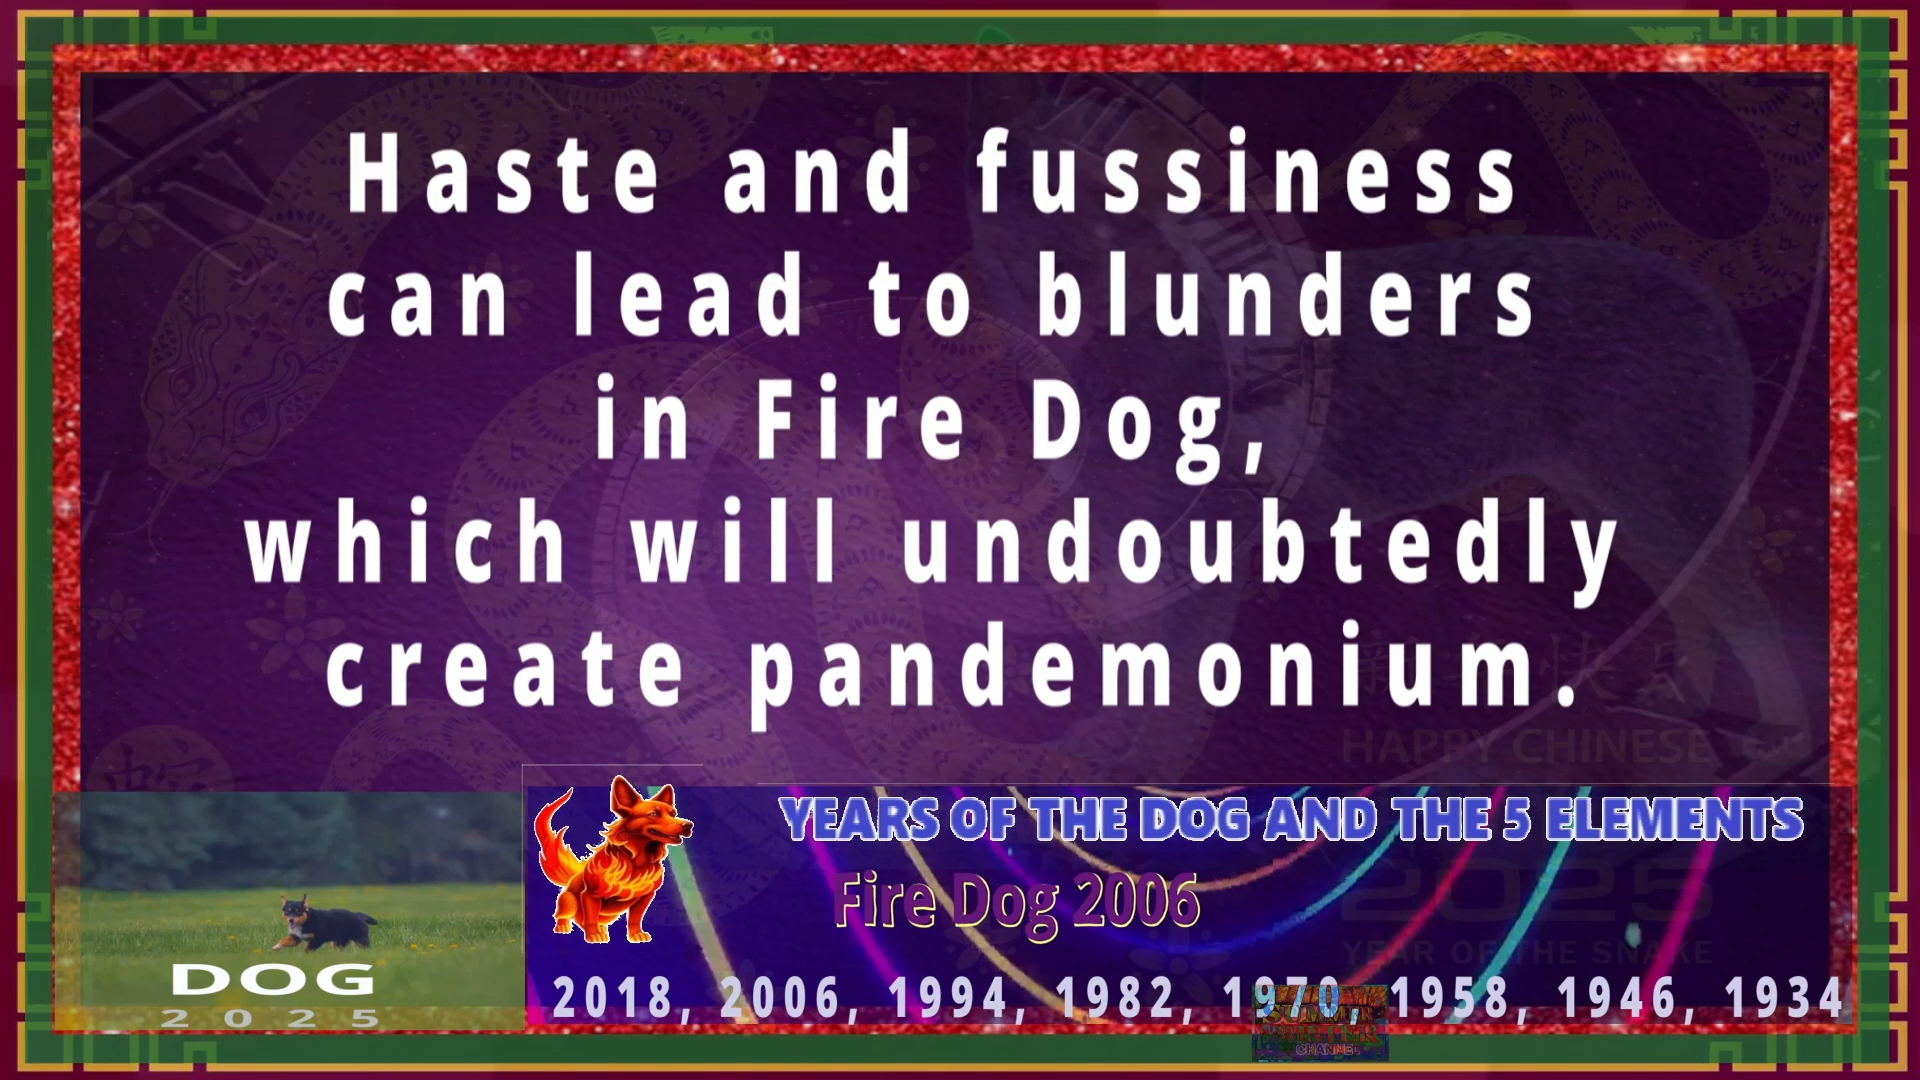 Haste and fussiness
can lead to blunders
in Fire Dog,
which will undoubtedly
create pandemonium.
HAPPY CHINESE
YEARS OF THE DOG AND THE 5 ELEMENTS
Fire Dog 2006
2025
YEAR OF THE SNAKE
DOG
2025
2018, 2006, 1994, 1982, 1970, 1958, 1946, 1934
CHANNEL